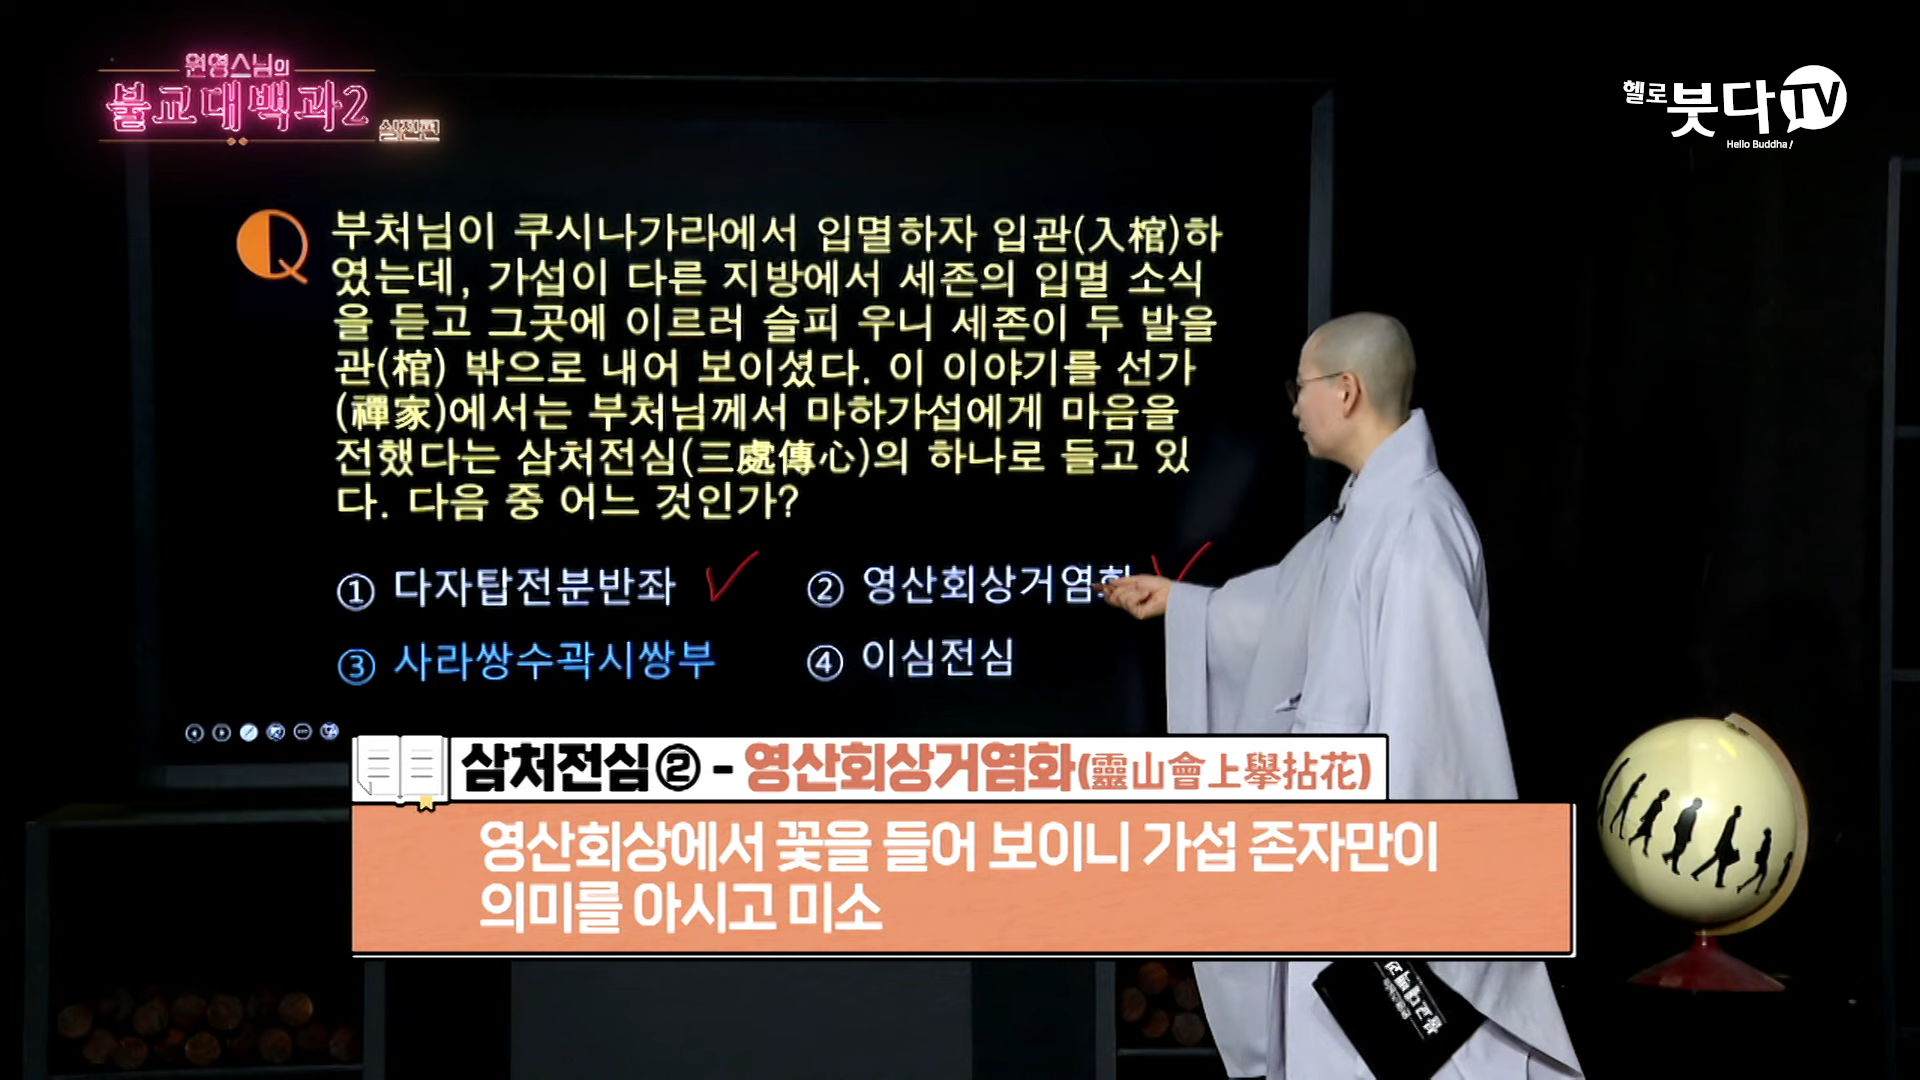 원영스님의
불교대백과2
실전편
헬로붓다TV
Hello Buddha!
Q
부처님이 쿠시나가라에서 입멸하자 입관(入棺)하
였는데, 가섭이 다른 지방에서 세존의 입멸 소식
을 듣고 그곳에 이르러 슬피 우니 세존이 두 발을
관(棺) 밖으로 내어 보이셨다. 이 이야기를 선가
(禪家)에서는 부처님께서 마하가섭에게 마음을
전했다는 삼처전심(三處傳心)의 하나로 들고 있
다. 다음 중 어느 것인가?
① 다자탑전분반좌
② 영산회상거염화
③ 사라쌍수곽시쌍부
④ 이심전심
삼처전심② - 영산회상거염화(靈山會上擧拈花)
영산회상에서 꽃을 들어 보이니 가섭 존자만이
의미를 아시고 미소